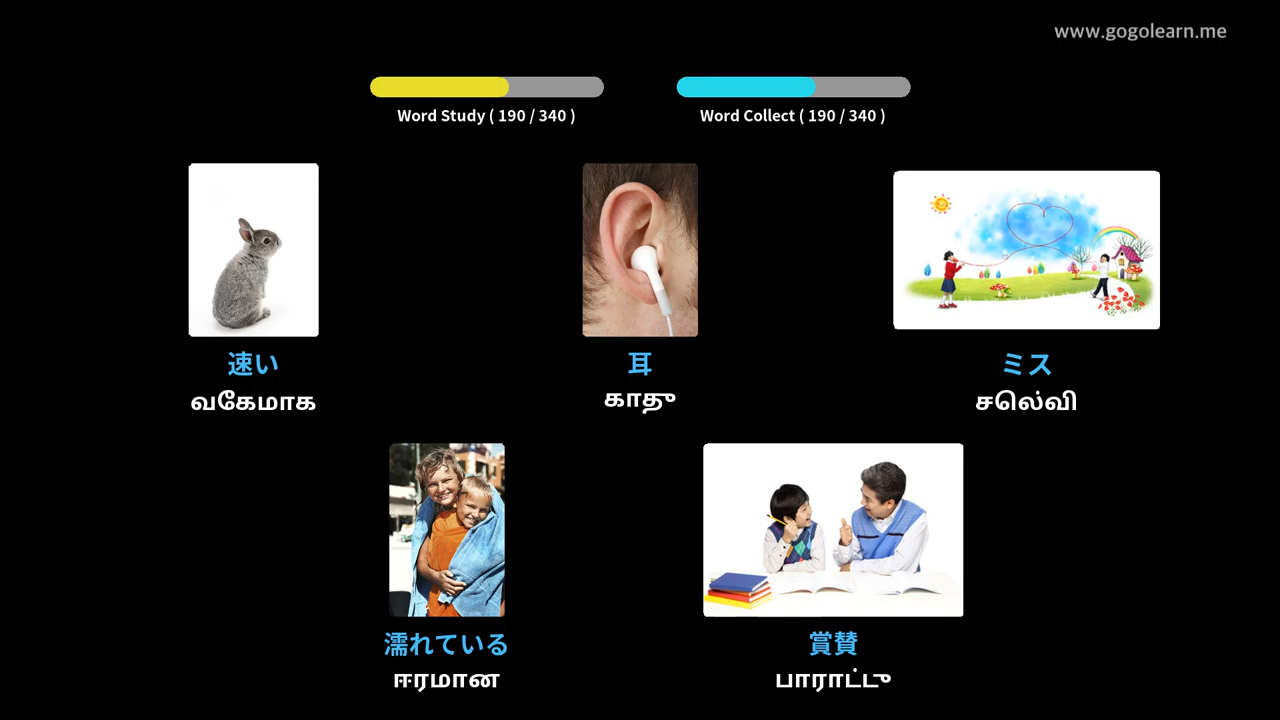 www.gogolearn.me
Word Study ( 190 / 340 )
Word Collect ( 190 / 340 )
速い
வகேமாக
耳
காது
ミス
சலெ்வி
濡れている
ஈரமான
賞賛
பாராட்டு